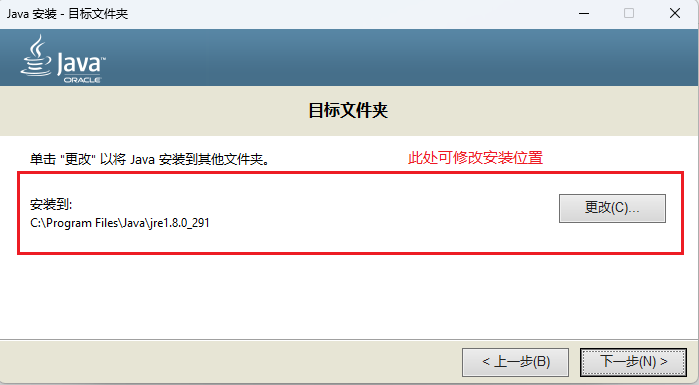 Java 安装 - 目标文件夹
Java™
ORACLE
目标文件夹
单击 "更改" 以将 Java 安装到其他文件夹。
此处可修改安装位置
安装到:
更改(C)...
C:\Program Files\Java\jre1.8.0_291
< 上一步(B)
下一步(N) >